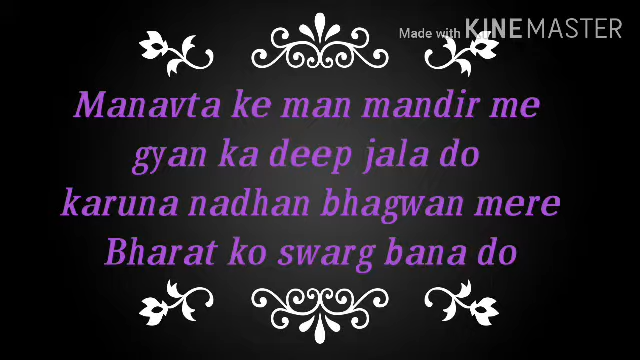 Made with KINEMASTER
Manavta ke man mandir me
gyan ka deep jala do
karuna nadhan bhagwan mere
Bharat ko swarg bana do